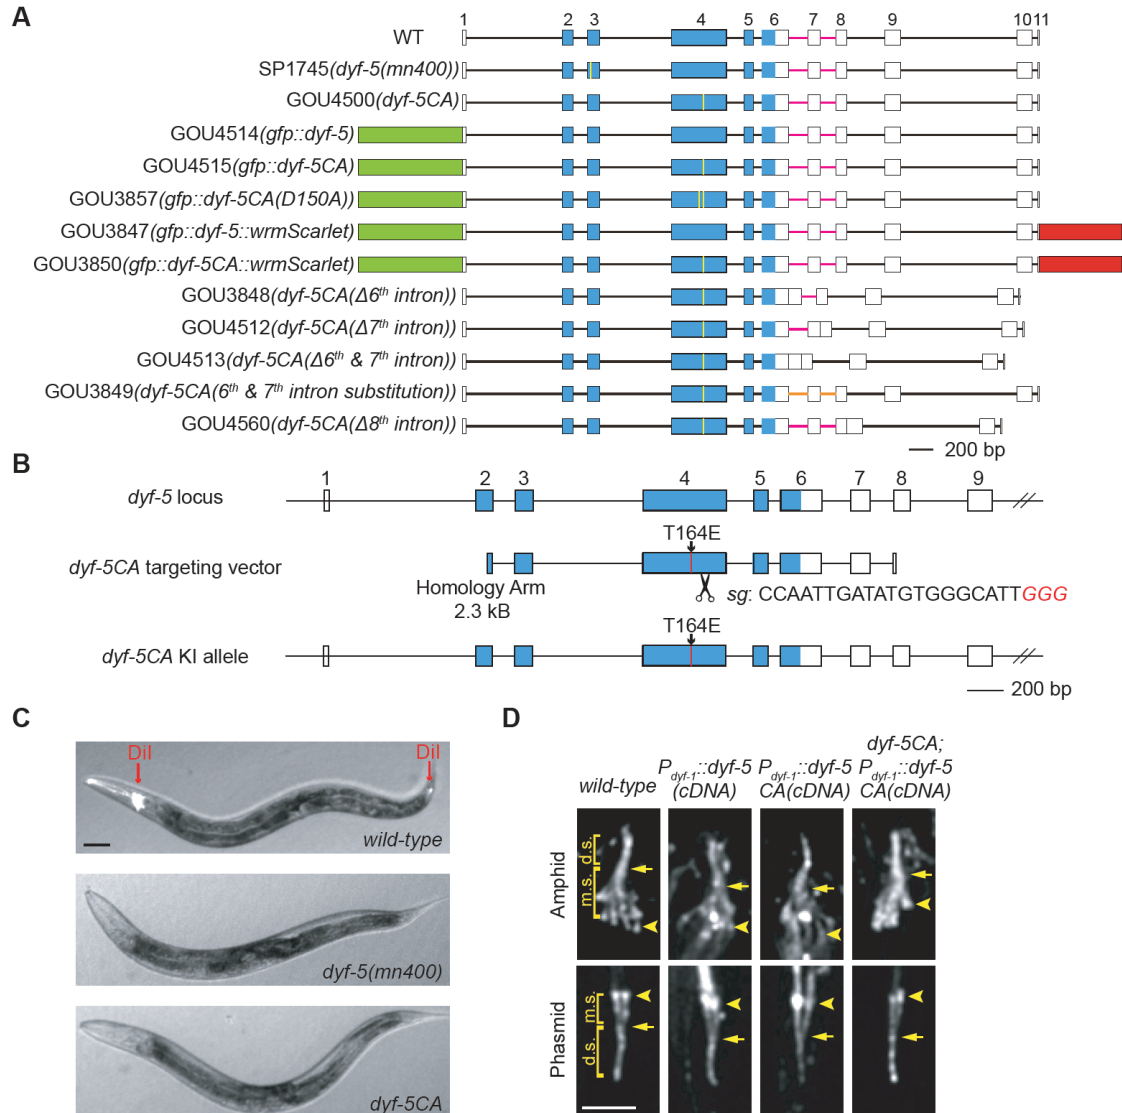 A
1 2 3 4 5 6 7 8 9 10 11
WT
SP1745(dyf-5(mn400))
GOU4500(dyf-5CA)
GOU4514(gfp::dyf-5)
GOU4515(gfp::dyf-5CA)
GOU3857(gfp::dyf-5CA(D150A))
GOU3847(gfp::dyf-5::wrmScarlet)
GOU3850(gfp::dyf-5CA::wrmScarlet)
GOU3848(dyf-5CA(Δ6th intron))
GOU4512(dyf-5CA(Δ7th intron))
GOU4513(dyf-5CA(Δ6th & 7th intron))
GOU3849(dyf-5CA(6th & 7th intron substitution))
GOU4560(dyf-5CA(Δ8th intron))
200 bp
B
1 2 3 4 5 6 7 8 9
dyf-5 locus
T164E
dyf-5CA targeting vector
Homology Arm
2.3 kB
sg: CCAATTGATATGTGGGCATTGGG
T164E
dyf-5CA KI allele
200 bp
C
DiI DiI
wild-type
dyf-5(mn400)
dyf-5CA
D
wild-type
Pdyf-1::dyf-5
(cDNA)
Pdyf-1::dyf-5
CA(cDNA)
dyf-5CA;
Pdyf-1::dyf-5
CA(cDNA)
Amphid
d.s.
m.s.
Phasmid
m.s.
d.s.